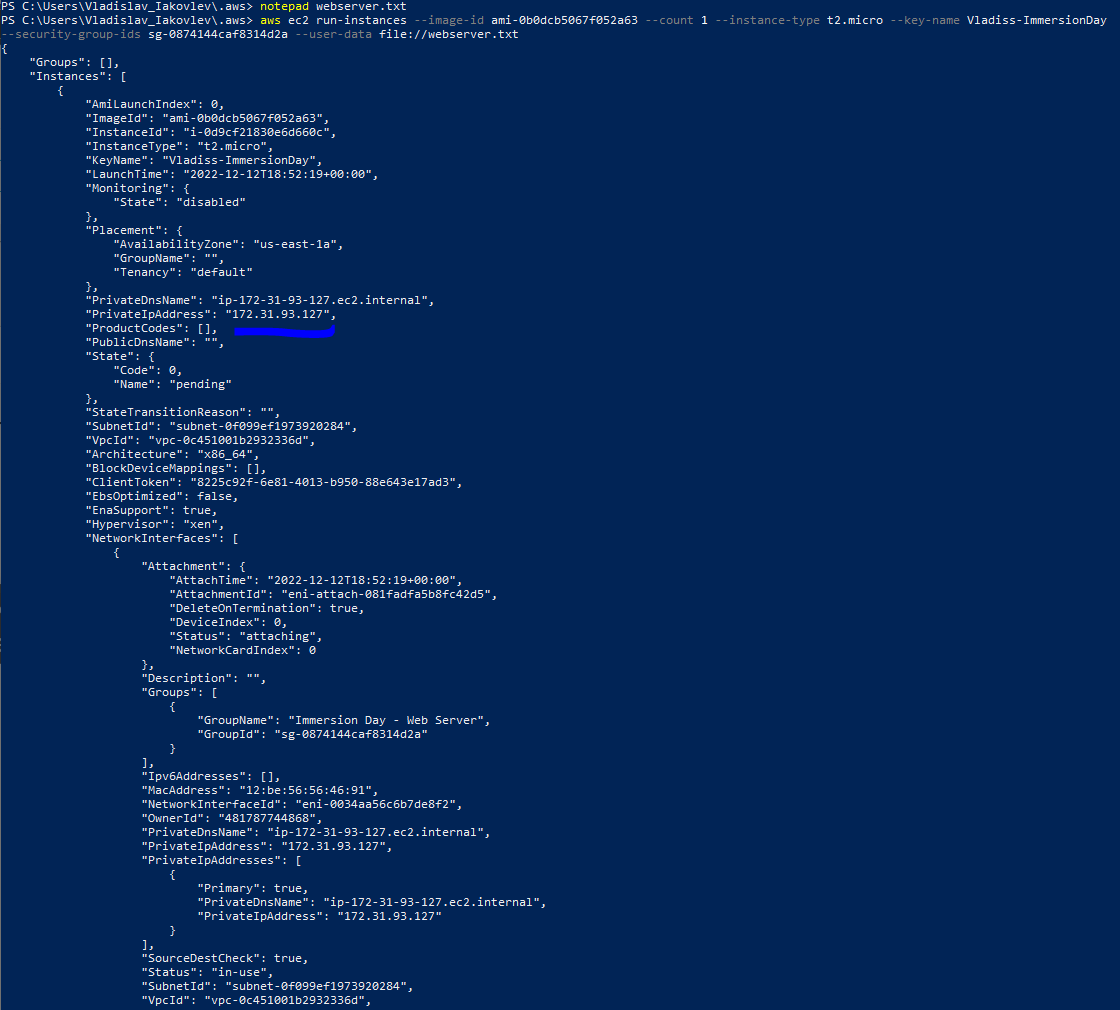 PS C:\Users\Vladislav_Iakovlev\.aws> notepad webserver.txt
PS C:\Users\Vladislav_Iakovlev\.aws> aws ec2 run-instances --image-id ami-0b0dcb5067f052a63 --count 1 --instance-type t2.micro --key-name Vladiss-ImmersionDay
--security-group-ids sg-0874144caf8314d2a --user-data file://webserver.txt
{
    "Groups": [],
    "Instances": [
        {
            "AmiLaunchIndex": 0,
            "ImageId": "ami-0b0dcb5067f052a63",
            "InstanceId": "i-0d9cf21830e6d660c",
            "InstanceType": "t2.micro",
            "KeyName": "Vladiss-ImmersionDay",
            "LaunchTime": "2022-12-12T18:52:19+00:00",
            "Monitoring": {
                "State": "disabled"
            },
            "Placement": {
                "AvailabilityZone": "us-east-1a",
                "GroupName": "",
                "Tenancy": "default"
            },
            "PrivateDnsName": "ip-172-31-93-127.ec2.internal",
            "PrivateIpAddress": "172.31.93.127",
            "ProductCodes": [],
            "PublicDnsName": "",
            "State": {
                "Code": 0,
                "Name": "pending"
            },
            "StateTransitionReason": "",
            "SubnetId": "subnet-0f099ef1973920284",
            "VpcId": "vpc-0c451001b2932336d",
            "Architecture": "x86_64",
            "BlockDeviceMappings": [],
            "ClientToken": "8225c92f-6e81-4013-b950-88e643e17ad3",
            "EbsOptimized": false,
            "EnaSupport": true,
            "Hypervisor": "xen",
            "NetworkInterfaces": [
                {
                    "Attachment": {
                        "AttachTime": "2022-12-12T18:52:19+00:00",
                        "AttachmentId": "eni-attach-081fadfa5b8fc42d5",
                        "DeleteOnTermination": true,
                        "DeviceIndex": 0,
                        "Status": "attaching",
                        "NetworkCardIndex": 0
                    },
                    "Description": "",
                    "Groups": [
                        {
                            "GroupName": "Immersion Day - Web Server",
                            "GroupId": "sg-0874144caf8314d2a"
                        }
                    ],
                    "Ipv6Addresses": [],
                    "MacAddress": "12:be:56:56:46:91",
                    "NetworkInterfaceId": "eni-0034aa56c6b7de8f2",
                    "OwnerId": "481787744868",
                    "PrivateDnsName": "ip-172-31-93-127.ec2.internal",
                    "PrivateIpAddress": "172.31.93.127",
                    "PrivateIpAddresses": [
                        {
                            "Primary": true,
                            "PrivateDnsName": "ip-172-31-93-127.ec2.internal",
                            "PrivateIpAddress": "172.31.93.127"
                        }
                    ],
                    "SourceDestCheck": true,
                    "Status": "in-use",
                    "SubnetId": "subnet-0f099ef1973920284",
                    "VpcId": "vpc-0c451001b2932336d",